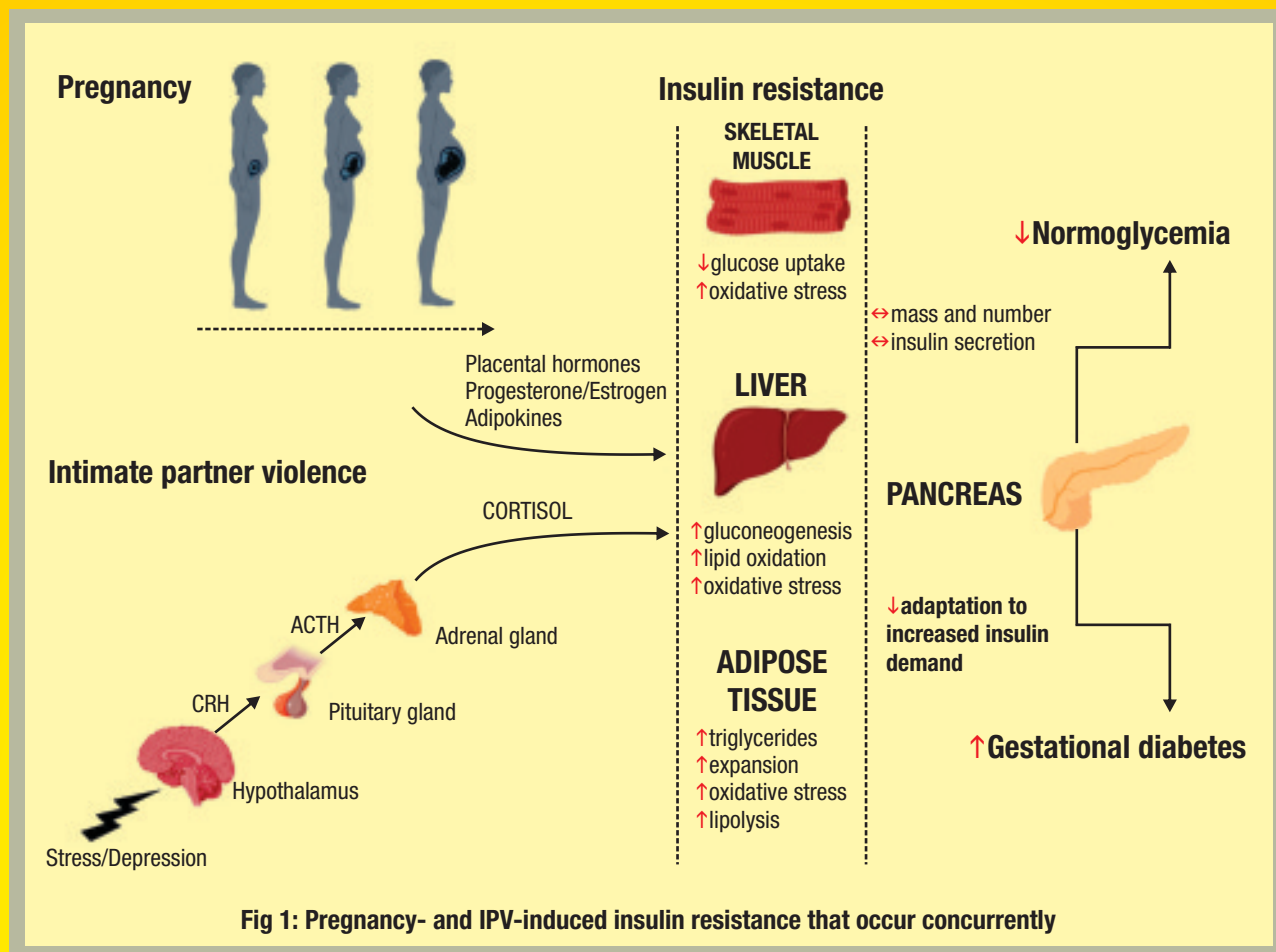 Pregnancy
Placental hormones
Progesterone/Estrogen
Adipokines
Intimate partner violence
CORTISOL
ACTH
Adrenal gland
CRH
Pituitary gland
Hypothalamus
Stress/Depression
Insulin resistance
SKELETAL
MUSCLE
↓glucose uptake
↑oxidative stress
LIVER
↑gluconeogenesis
↑lipid oxidation
↑oxidative stress
ADIPOSE
TISSUE
↑triglycerides
↑expansion
↑oxidative stress
↑lipolysis
↓Normoglycemia
↔mass and number
↔insulin secretion
PANCREAS
↓adaptation to
increased insulin
demand
↑Gestational diabetes
Fig 1: Pregnancy- and IPV-induced insulin resistance that occur concurrently